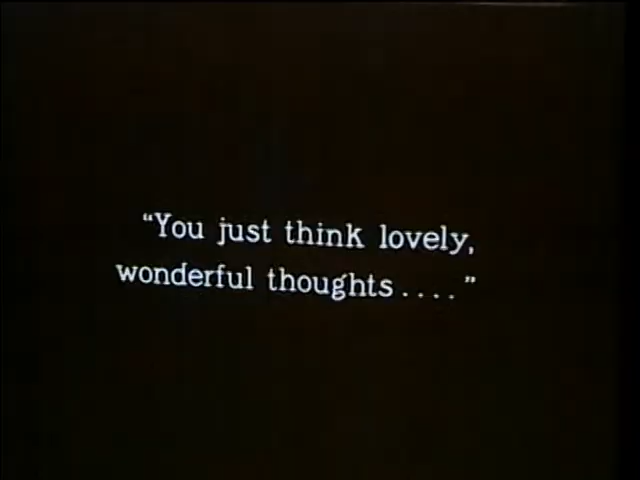 “You just think lovely,
wonderful thoughts . . . . ”